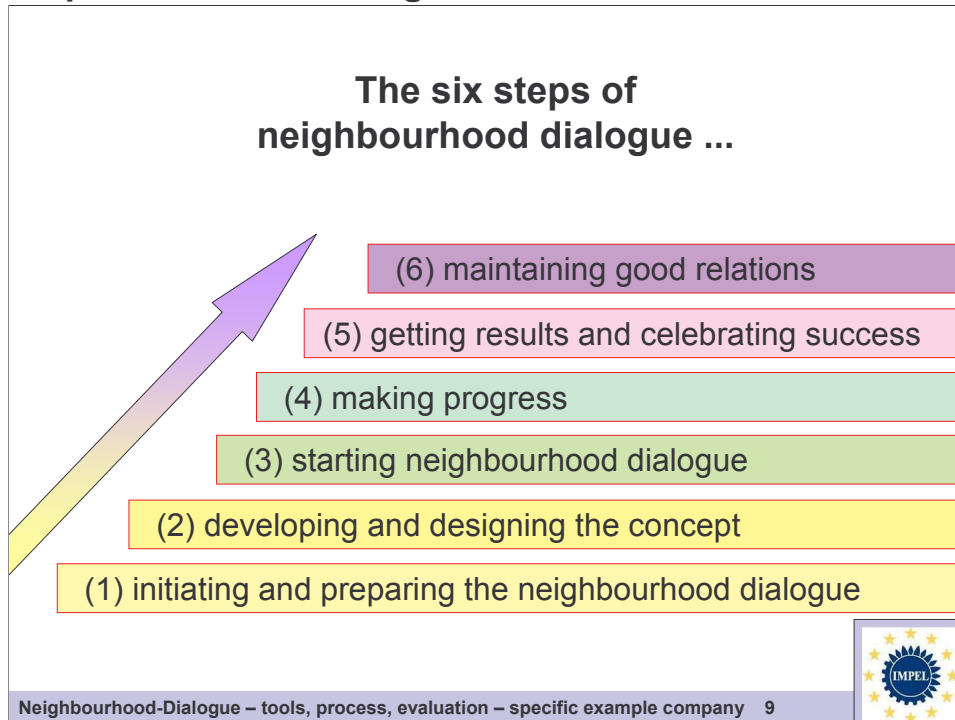 The six steps of
neighbourhood dialogue ...
(6) maintaining good relations
(5) getting results and celebrating success
(4) making progress
(3) starting neighbourhood dialogue
(2) developing and designing the concept
(1) initiating and preparing the neighbourhood dialogue
IMPEL
Neighbourhood-Dialogue – tools, process, evaluation – specific example company 9